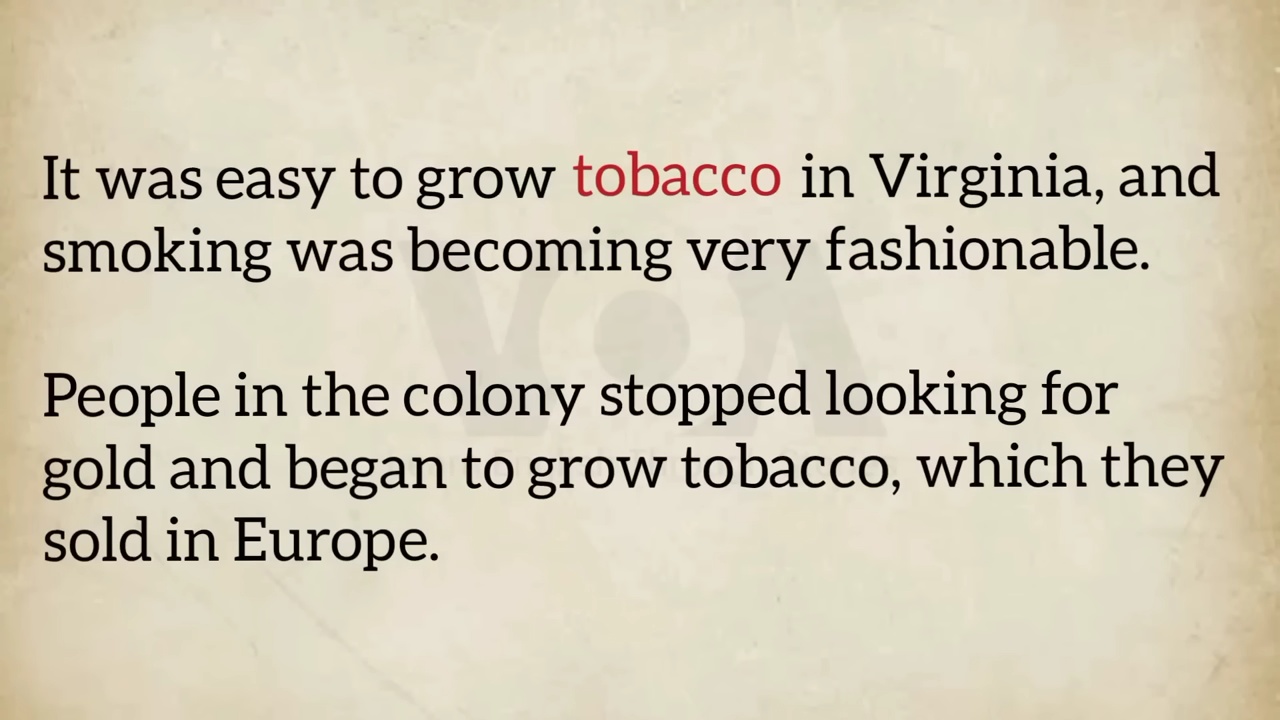 It was easy to grow tobacco in Virginia, and
smoking was becoming very fashionable.
People in the colony stopped looking for
gold and began to grow tobacco, which they
sold in Europe.
VOA